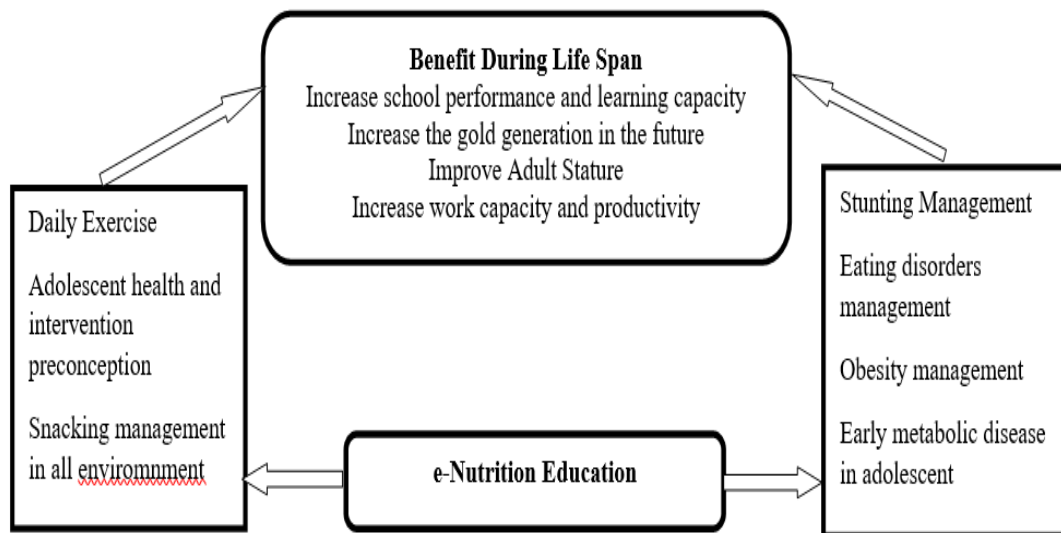 Benefit During Life Span
Increase school performance and learning capacity
Increase the gold generation in the future
Improve Adult Stature
Increase work capacity and productivity
Daily Exercise
Adolescent health and
intervention
preconception
Snacking management
in all enviromnment
e-Nutrition Education
Stunting Management
Eating disorders
management
Obesity management
Early metabolic disease
in adolescent